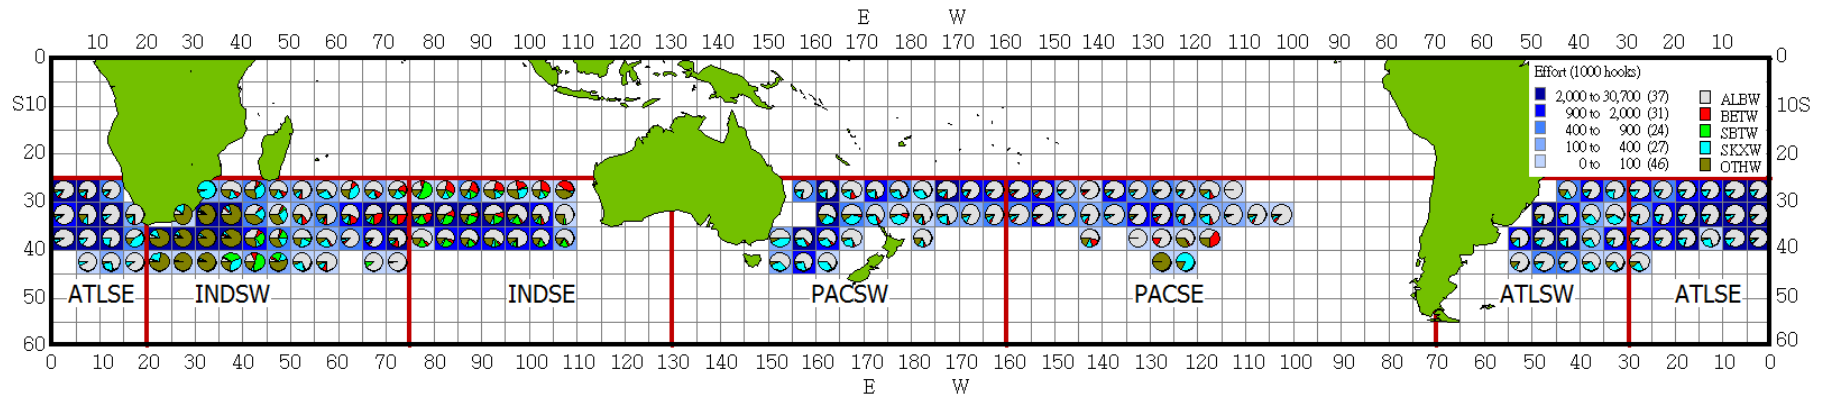 E W
10 20 30 40 50 60 70 80 90 100 110 120 130 140 150 160 170 180 170 160 150 140 130 120 110 100 90 80 70 60 50 40 30 20 10
0 0
Effort (1000 hooks)
2,000 to 30,700 (37) ALBW
S10 900 to 2,000 (31) BETW 10S
400 to 900 (24) SBTW
100 to 400 (27) SKXW
20 0 to 100 (46) OTHW 20
30 30
40 40
ATLSE INDSW INDSE PACSW PACSE ATLSW ATLSE
50 50
60 60
0 10 20 30 40 50 60 70 80 90 100 110 120 130 140 150 160 170 180 170 160 150 140 130 120 110 100 90 80 70 60 50 40 30 20 10 0
E W